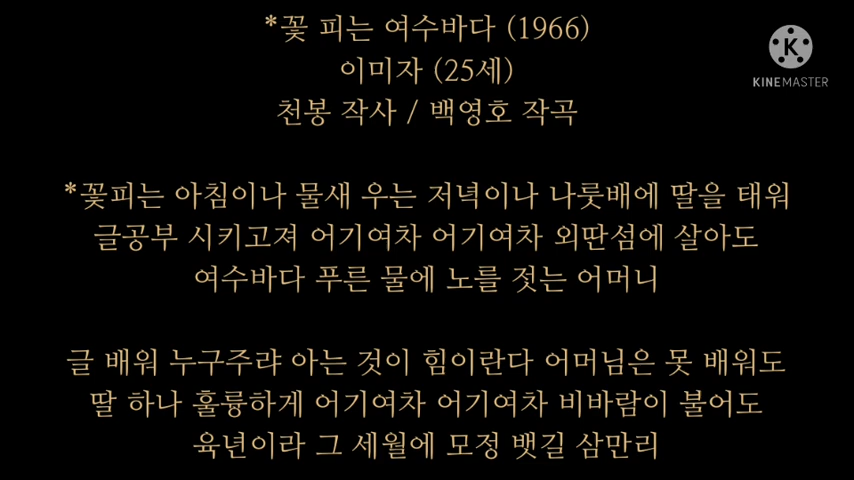 *꽃 피는 여수바다 (1966)
이미자 (25세)
천봉 작사 / 백영호 작곡
K
KINEMASTER
*꽃피는 아침이나 물새 우는 저녁이나 나룻배에 딸을 태워
글공부 시키고져 어기여차 어기여차 외딴섬에 살아도
여수바다 푸른 물에 노를 젓는 어머니
글 배워 누구주랴 아는 것이 힘이란다 어머님은 못 배워도
딸 하나 훌륭하게 어기여차 어기여차 비바람이 불어도
육년이라 그 세월에 모정 뱃길 삼만리